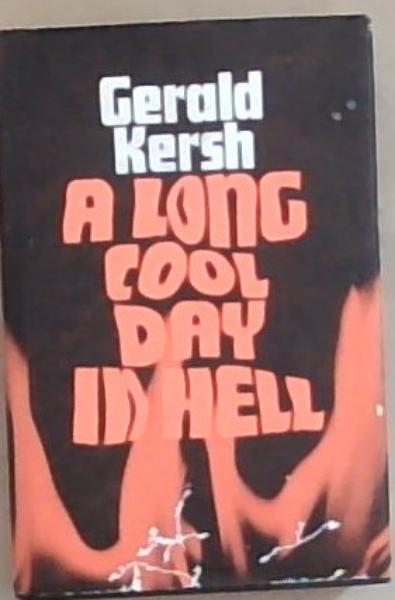 Gerald
Kersh
A LONG
COOL
DAY
IN HELL